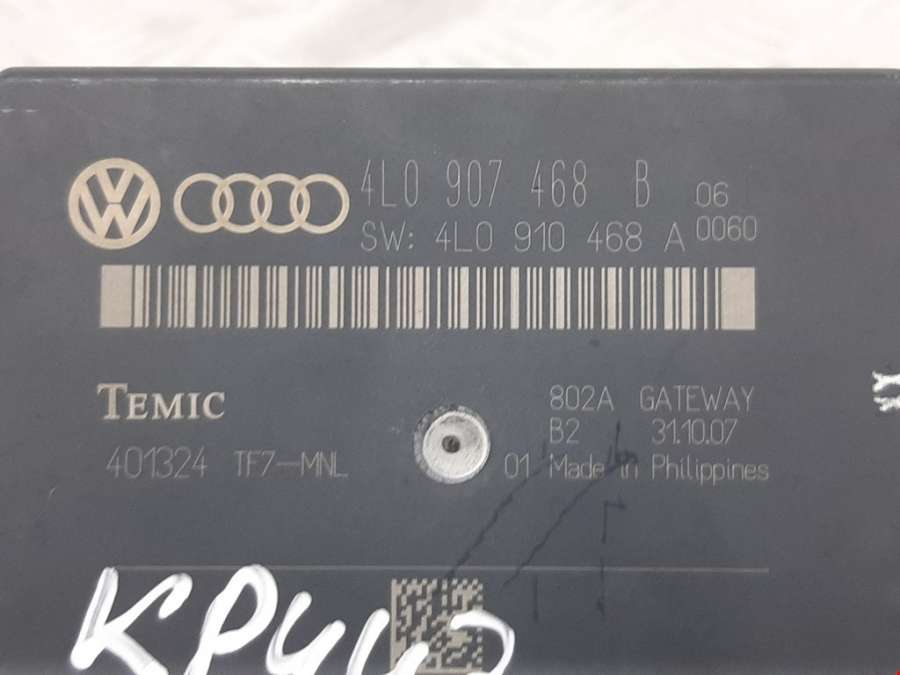 4L0 907 468 B 06
SW: 4L0 910 468 A 0060
TEMIC
802A GATEWAY
B2 31.10.07
401324 TF7-MNL
01 Made in Philippines
круиз